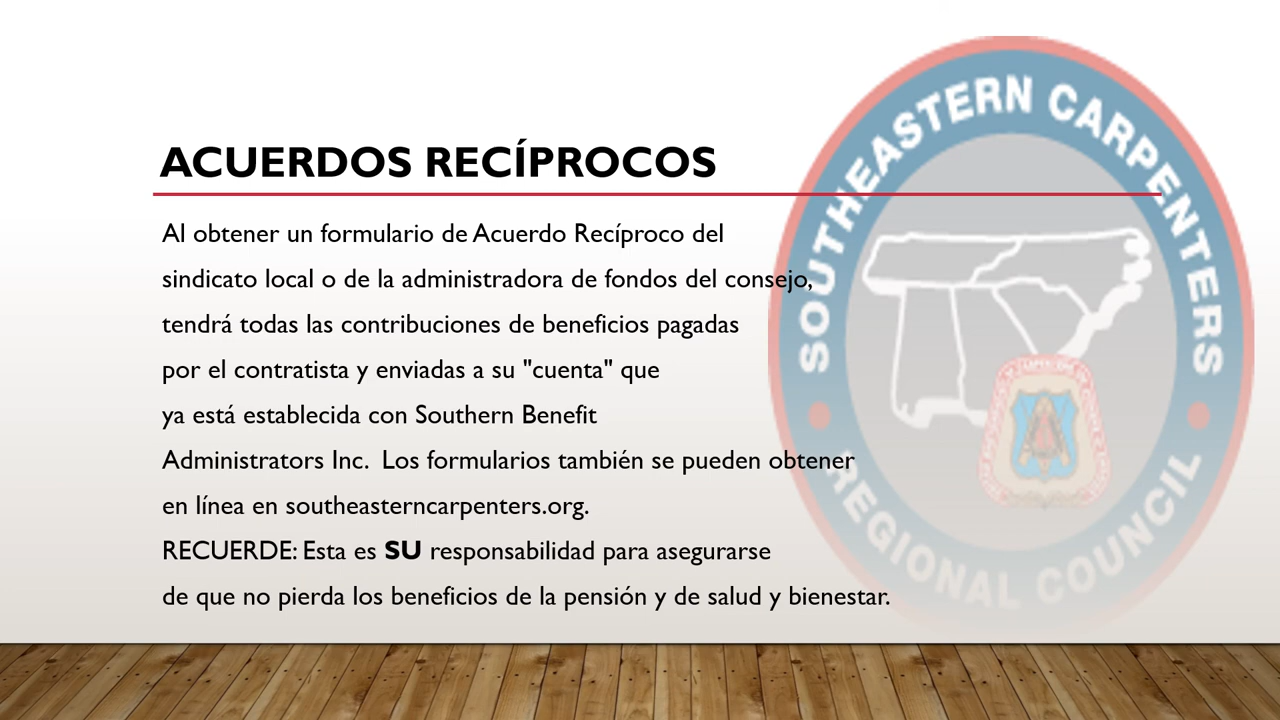 ACUERDOS RECÍPROCOS
Al obtener un formulario de Acuerdo Recíproco del
sindicato local o de la administradora de fondos del consejo,
tendrá todas las contribuciones de beneficios pagadas
por el contratista y enviadas a su "cuenta" que
ya está establecida con Southern Benefit
Administrators Inc.  Los formularios también se pueden obtener
en línea en southeasterncarpenters.org.
RECUERDE: Esta es SU responsabilidad para asegurarse
de que no pierda los beneficios de la pensión y de salud y bienestar.
SOUTHEASTERN CARPENTERS
REGIONAL COUNCIL